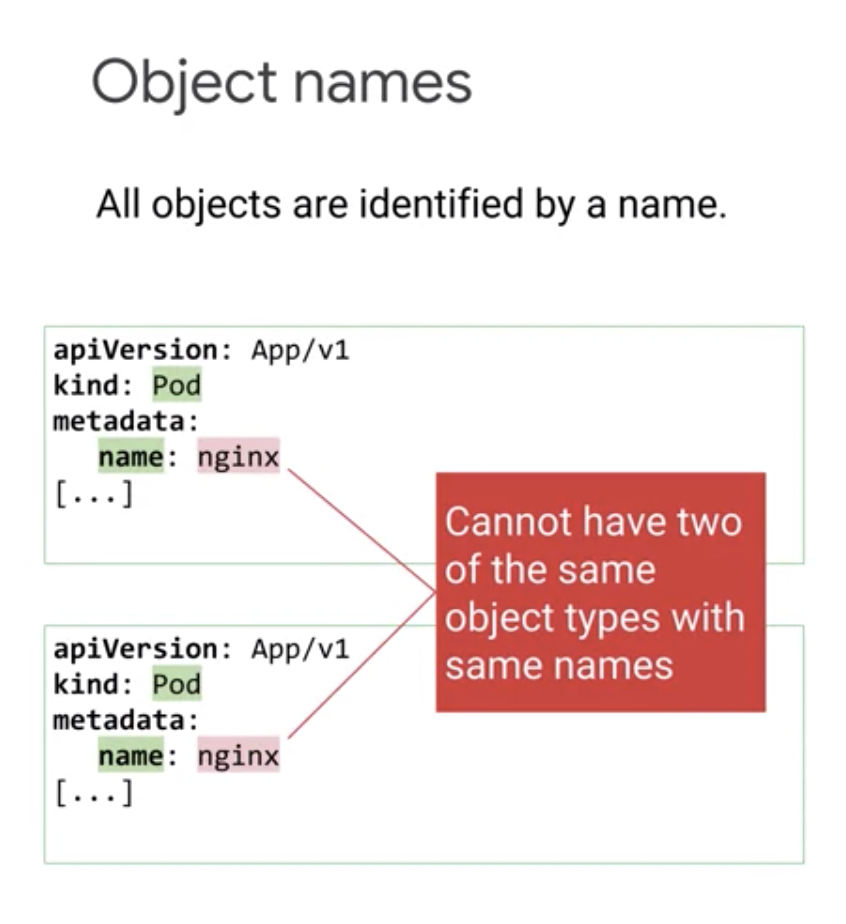 Object names
All objects are identified by a name.
apiVersion: App/v1
kind: Pod
metadata:
name: nginx
[...]
Cannot have two
of the same
object types with
same names
apiVersion: App/v1
kind: Pod
metadata:
name: nginx
[...]